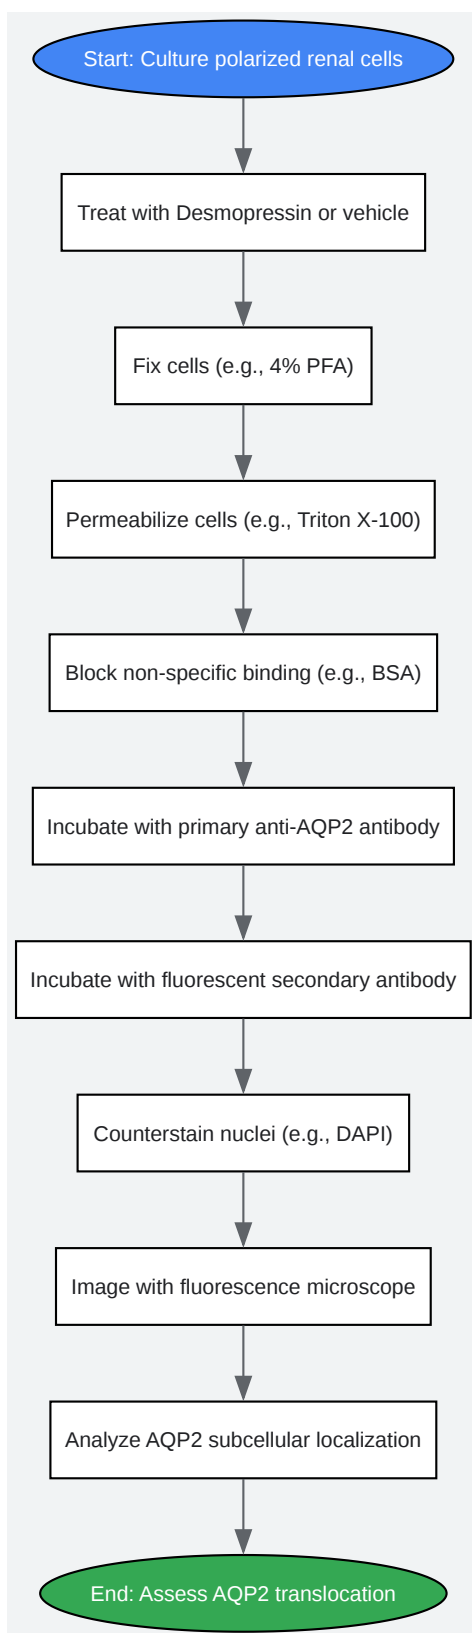 Start: Culture polarized renal cells
Treat with Desmopressin or vehicle
Fix cells (e.g., 4% PFA)
Permeabilize cells (e.g., Triton X-100)
Block non-specific binding (e.g., BSA)
Incubate with primary anti-AQP2 antibody
Incubate with fluorescent secondary antibody
Counterstain nuclei (e.g., DAPI)
Image with fluorescence microscope
Analyze AQP2 subcellular localization
End: Assess AQP2 translocation